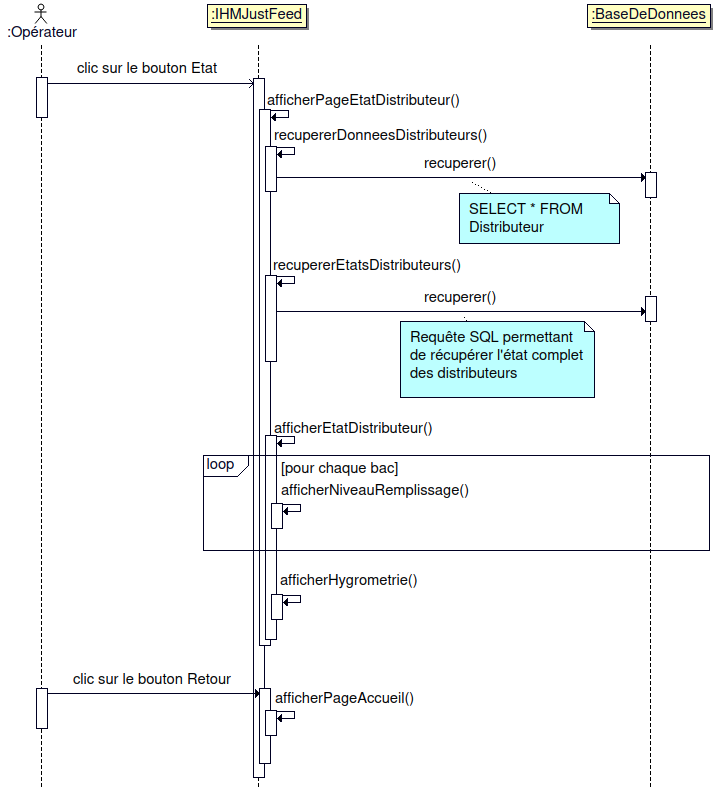 :Opérateur
:IHMJustFeed
:BaseDeDonnees
clic sur le bouton Etat
afficherPageEtatDistributeur()
recupererDonneesDistributeurs()
recuperer()
SELECT * FROM
Distributeur
recupererEtatsDistributeurs()
recuperer()
Requête SQL permettant
de récupérer l'état complet
des distributeurs
afficherEtatDistributeur()
loop
[pour chaque bac]
afficherNiveauRemplissage()
afficherHygrometrie()
clic sur le bouton Retour
afficherPageAccueil()